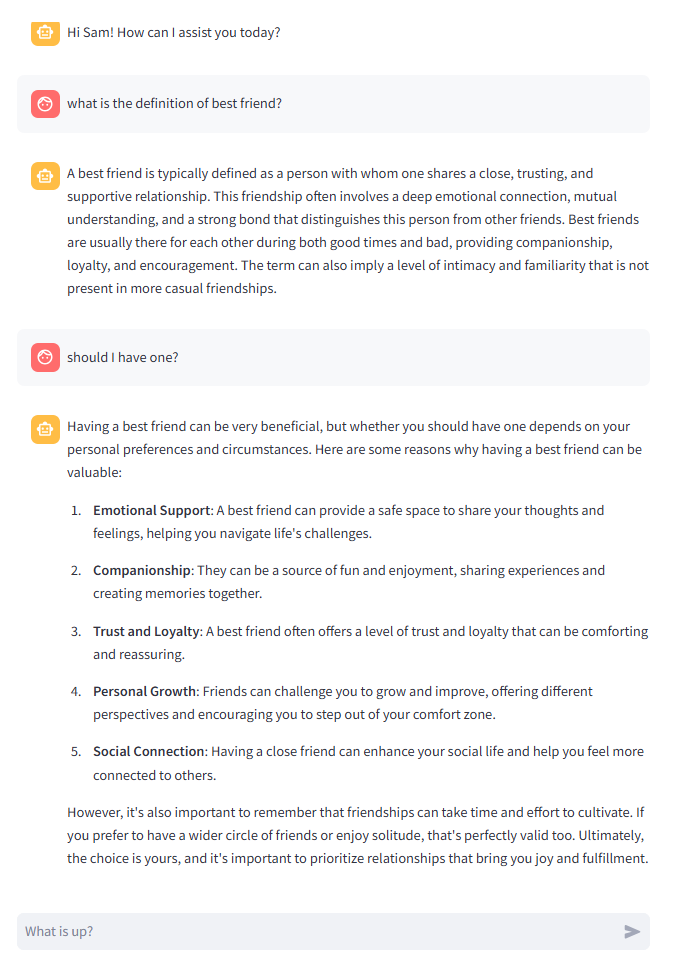 Hi Sam! How can I assist you today?
what is the definition of best friend?
A best friend is typically defined as a person with whom one shares a close, trusting, and
supportive relationship. This friendship often involves a deep emotional connection, mutual
understanding, and a strong bond that distinguishes this person from other friends. Best friends
are usually there for each other during both good times and bad, providing companionship,
loyalty, and encouragement. The term can also imply a level of intimacy and familiarity that is not
present in more casual friendships.
should I have one?
Having a best friend can be very beneficial, but whether you should have one depends on your
personal preferences and circumstances. Here are some reasons why having a best friend can be
valuable:
1. Emotional Support: A best friend can provide a safe space to share your thoughts and
feelings, helping you navigate life's challenges.
2. Companionship: They can be a source of fun and enjoyment, sharing experiences and
creating memories together.
3. Trust and Loyalty: A best friend often offers a level of trust and loyalty that can be comforting
and reassuring.
4. Personal Growth: Friends can challenge you to grow and improve, offering different
perspectives and encouraging you to step out of your comfort zone.
5. Social Connection: Having a close friend can enhance your social life and help you feel more
connected to others.
However, it's also important to remember that friendships can take time and effort to cultivate. If
you prefer to have a wider circle of friends or enjoy solitude, that's perfectly valid too. Ultimately,
the choice is yours, and it's important to prioritize relationships that bring you joy and fulfillment.
What is up?